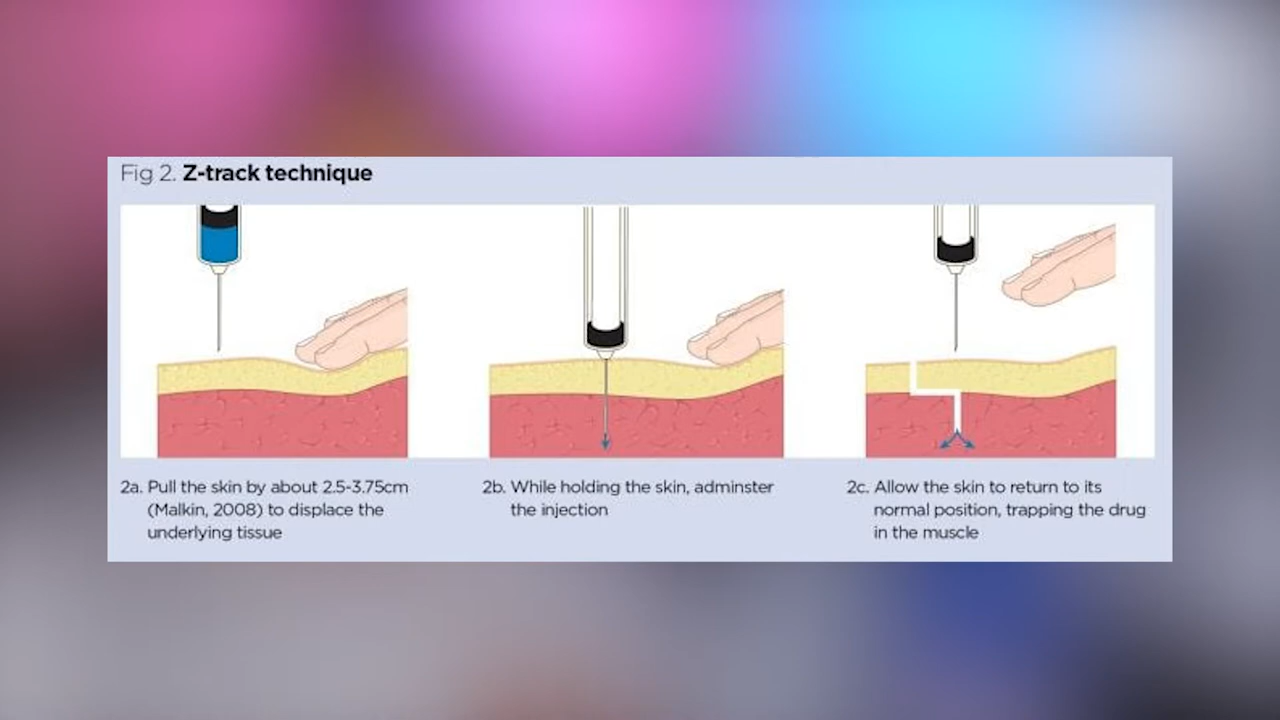 Fig 2. Z-track technique
2a. Pull the skin by about 2.5-3.75cm
(Malkin, 2008) to displace the
underlying tissue
2b. While holding the skin, adminster
the injection
2c. Allow the skin to return to its
normal position, trapping the drug
in the muscle